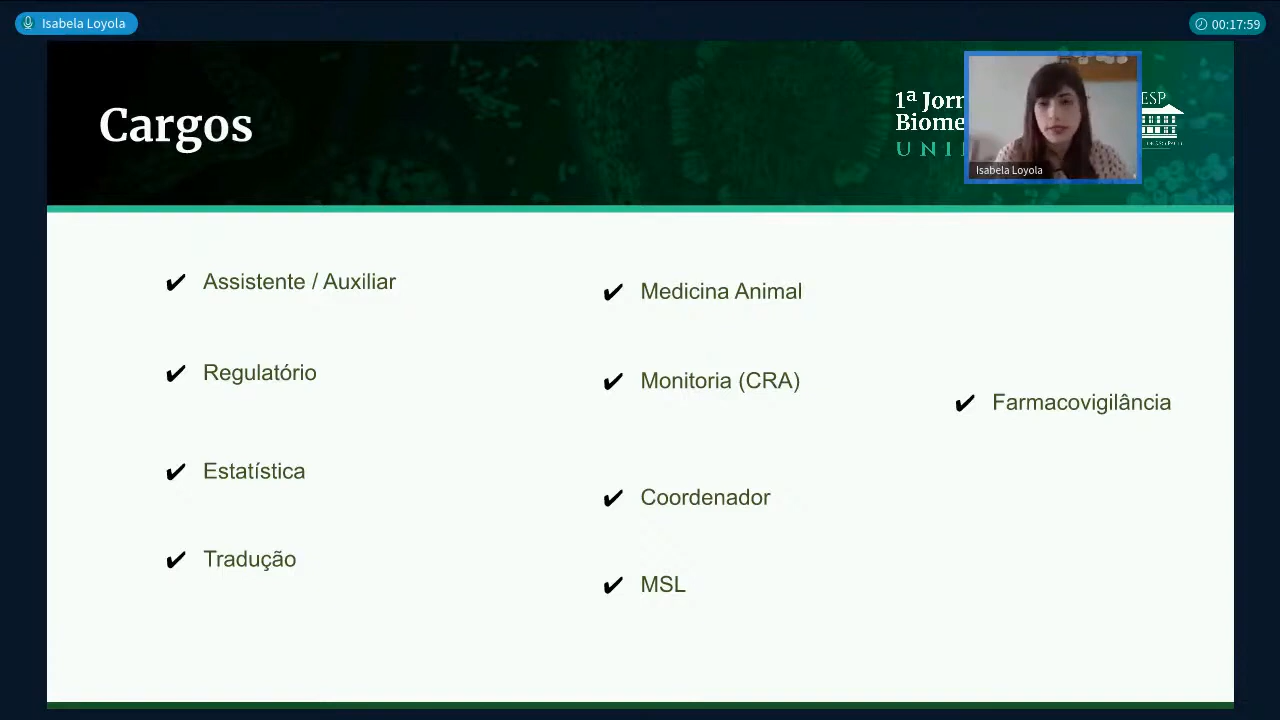 Isabela Loyola
00:17:59
Cargos
1ª Jorn
Biome
UNI
ESP
Isabela Loyola
Assistente / Auxiliar
Regulatório
Estatística
Tradução
Medicina Animal
Monitoria (CRA)
Coordenador
MSL
Farmacovigilância